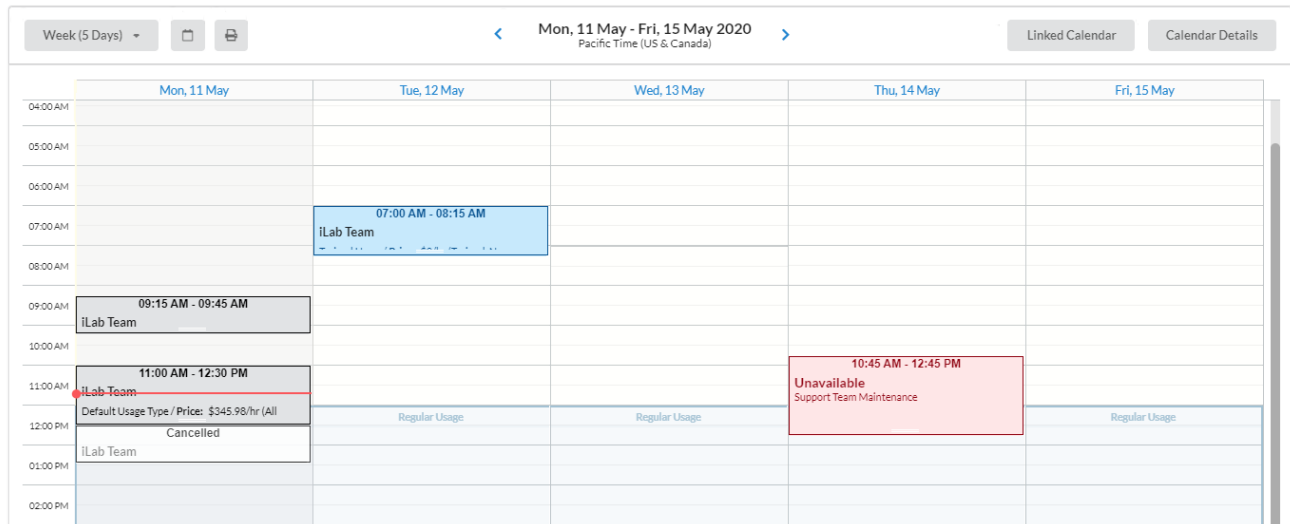 Week (5 Days)
Mon, 11 May - Fri, 15 May 2020
Pacific Time (US & Canada)
Linked Calendar
Calendar Details
Mon, 11 May
Tue, 12 May
Wed, 13 May
Thu, 14 May
Fri, 15 May
04:00 AM
05:00 AM
06:00 AM
07:00 AM
07:00 AM - 08:15 AM
iLab Team
08:00 AM
09:00 AM
09:15 AM - 09:45 AM
iLab Team
10:00 AM
11:00 AM
11:00 AM - 12:30 PM
iLab Team
Default Usage Type / Price: $345.98/hr (All
10:45 AM - 12:45 PM
Unavailable
Support Team Maintenance
Regular Usage
Regular Usage
Regular Usage
12:00 PM
Cancelled
iLab Team
01:00 PM
02:00 PM